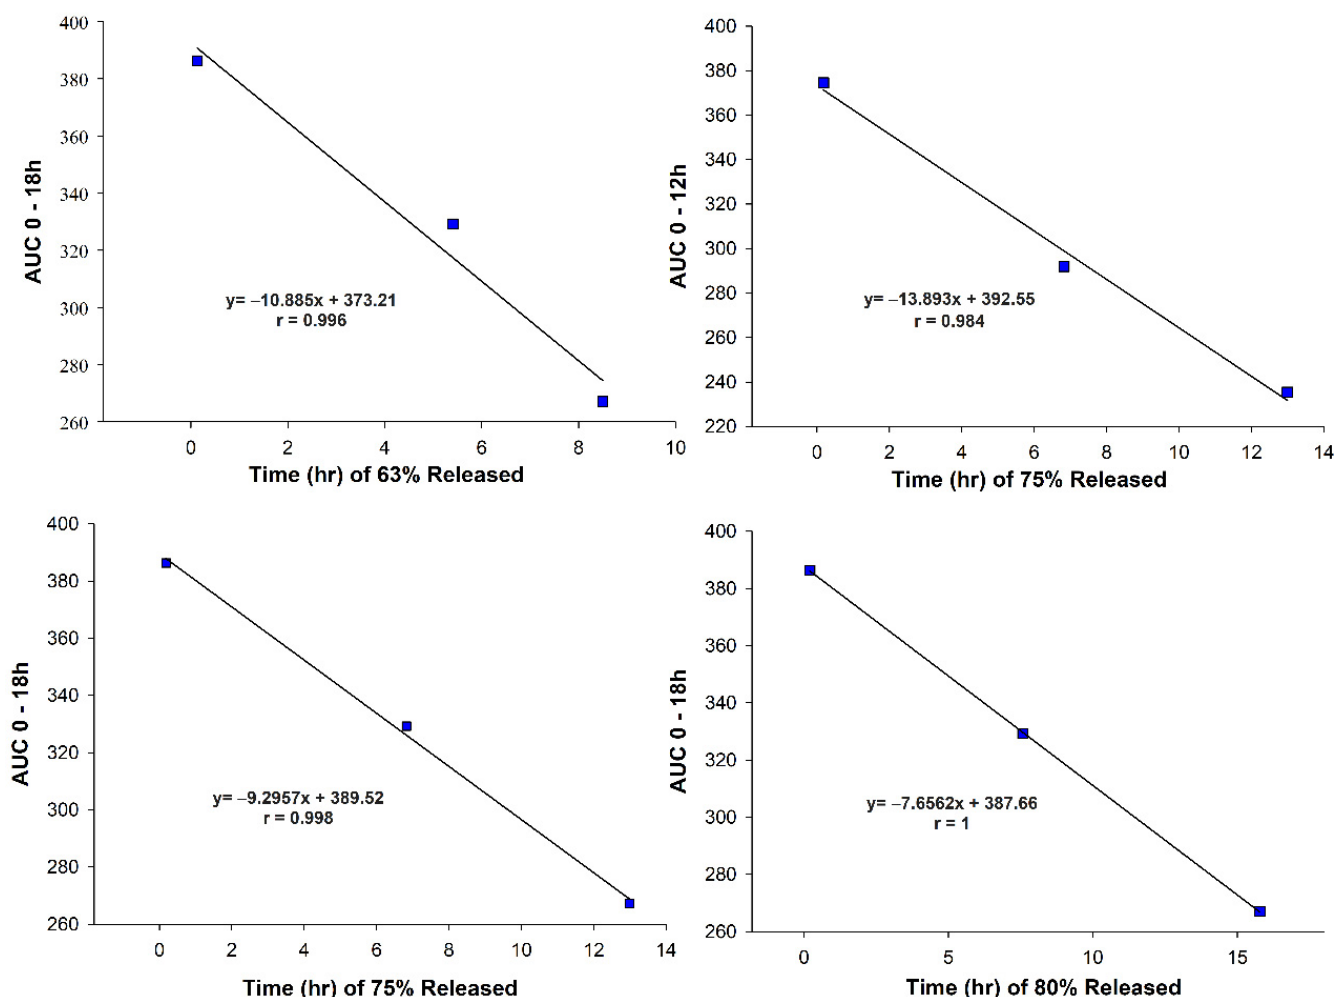 400
380
360
340
320
300
280
260
AUC 0 - 18h
y= −10.885x + 373.21
r = 0.996
0 2 4 6 8 10
Time (hr) of 63% Released
400
380
360
340
320
300
280
260
240
220
AUC 0 - 12h
y= −13.893x + 392.55
r = 0.984
0 2 4 6 8 10 12 14
Time (hr) of 75% Released
400
380
360
340
320
300
280
260
AUC 0 - 18h
y= −9.2957x + 389.52
r = 0.998
0 2 4 6 8 10 12 14
Time (hr) of 75% Released
400
380
360
340
320
300
280
260
AUC 0 - 18h
y= −7.6562x + 387.66
r = 1
0 5 10 15
Time (hr) of 80% Released